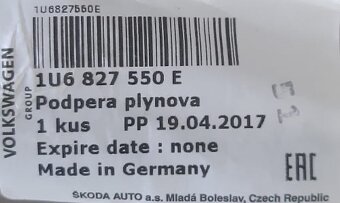 1U6827550E
VOLKSWAGEN
GROUP
1U6 827 550 E
Podpera plynova
1 kus PP 19.04.2017
Expire date : none
Made in Germany
EAC
ŠKODA AUTO a.s. Mladá Boleslav, Czech Republic